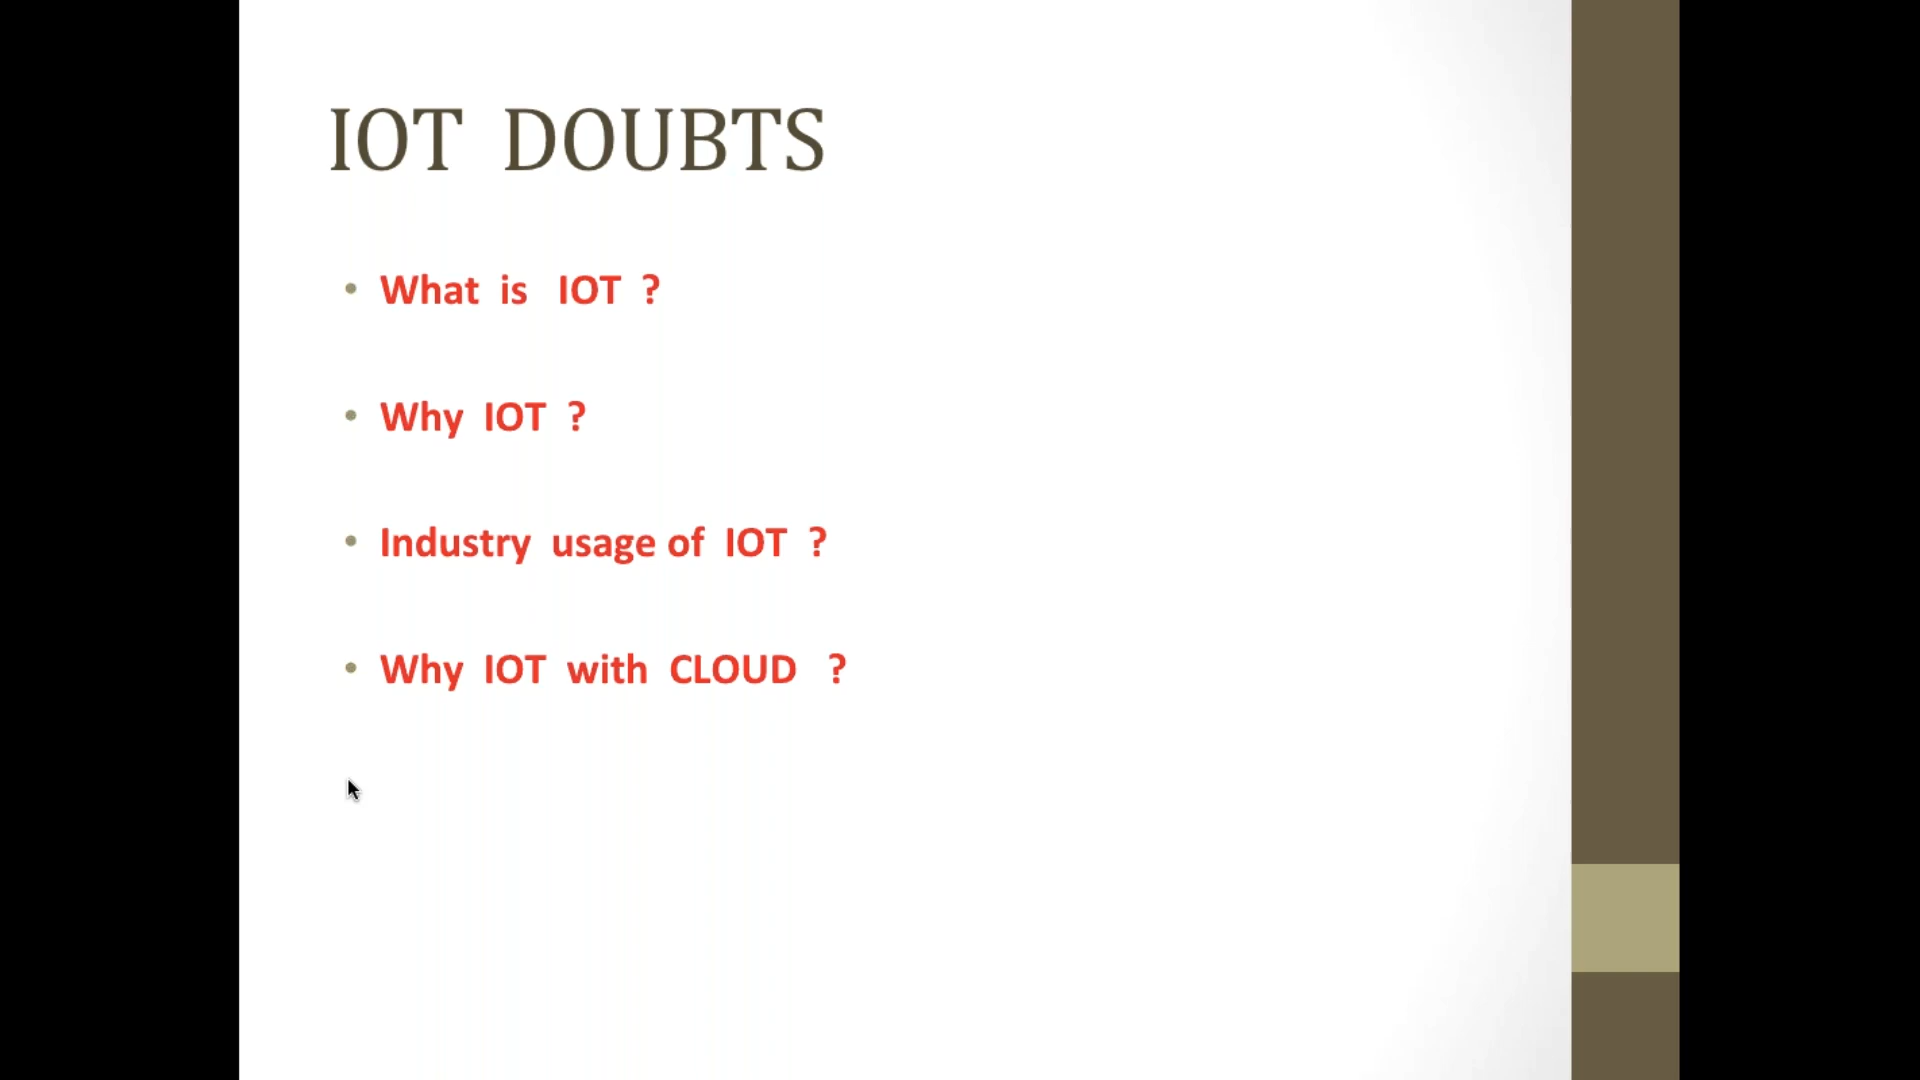 IOT DOUBTS
• What is IOT ?
• Why IOT ?
• Industry usage of IOT ?
• Why IOT with CLOUD ?